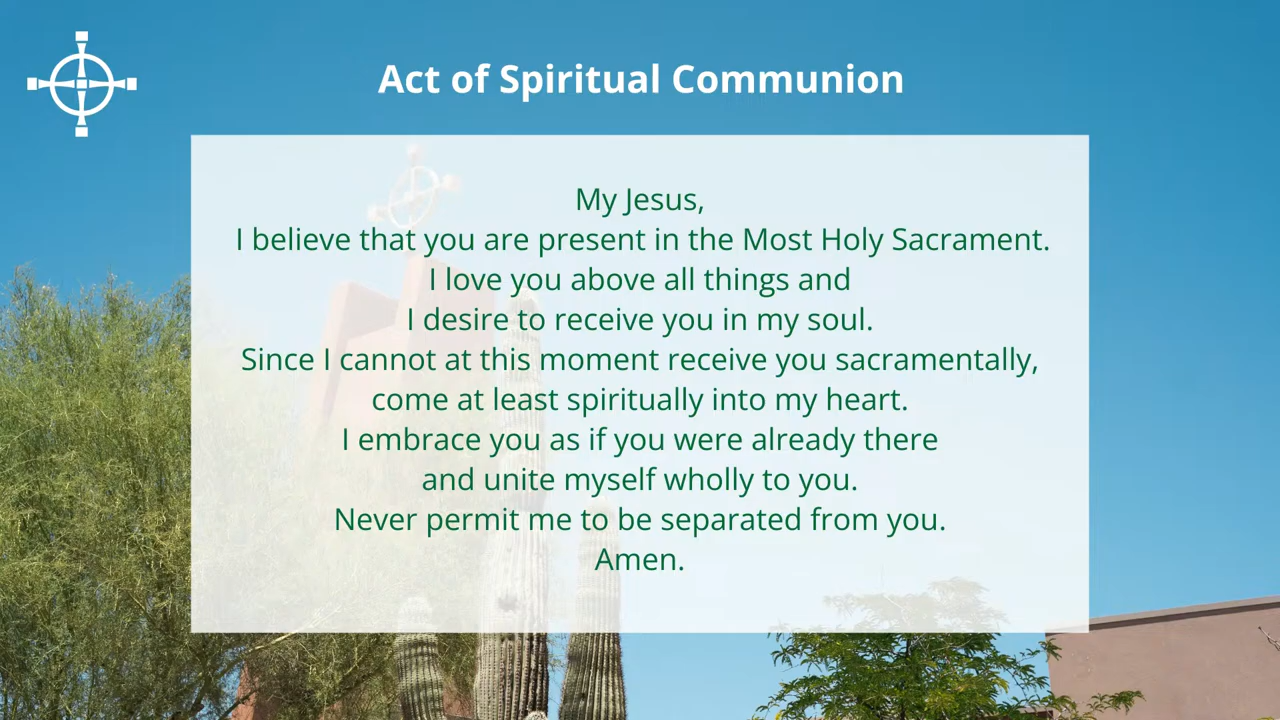 Act of Spiritual Communion
My Jesus,
I believe that you are present in the Most Holy Sacrament.
I love you above all things and
I desire to receive you in my soul.
Since I cannot at this moment receive you sacramentally,
come at least spiritually into my heart.
I embrace you as if you were already there
and unite myself wholly to you.
Never permit me to be separated from you.
Amen.